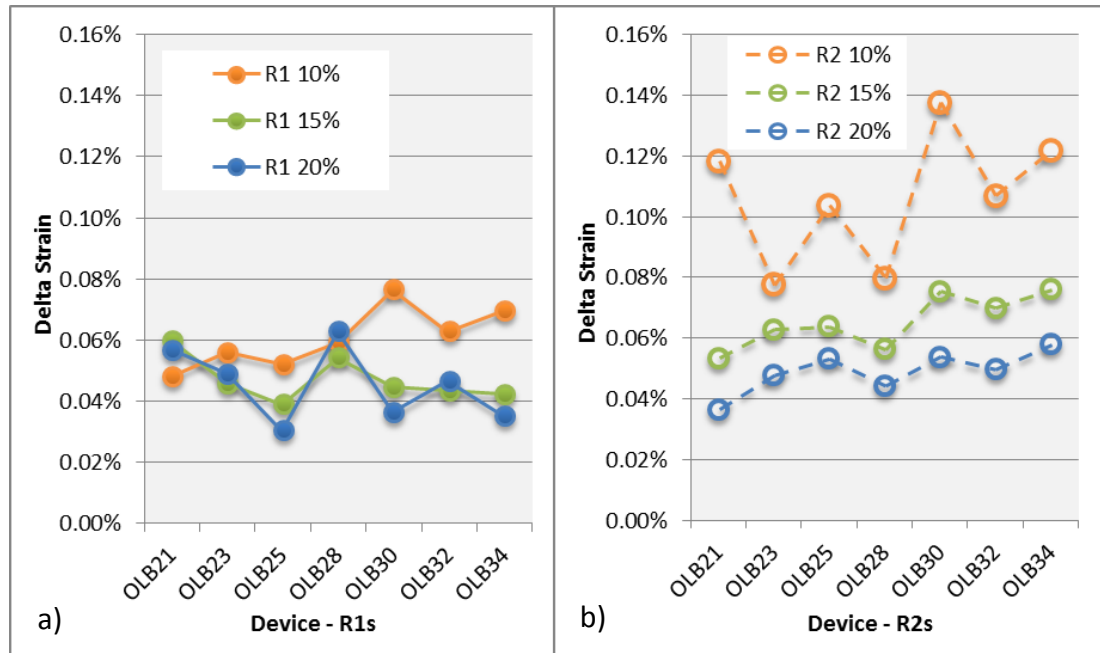 0.16%
0.14%
0.12%
0.10%
0.08%
0.06%
0.04%
0.02%
0.00%
Delta Strain
R1 10%
R1 15%
R1 20%
OLB21
OLB23
OLB25
OLB28
OLB30
OLB32
OLB34
a)
Device - R1s
0.16%
0.14%
0.12%
0.10%
0.08%
0.06%
0.04%
0.02%
0.00%
Delta Strain
R2 10%
R2 15%
R2 20%
OLB21
OLB23
OLB25
OLB28
OLB30
OLB32
OLB34
b)
Device - R2s